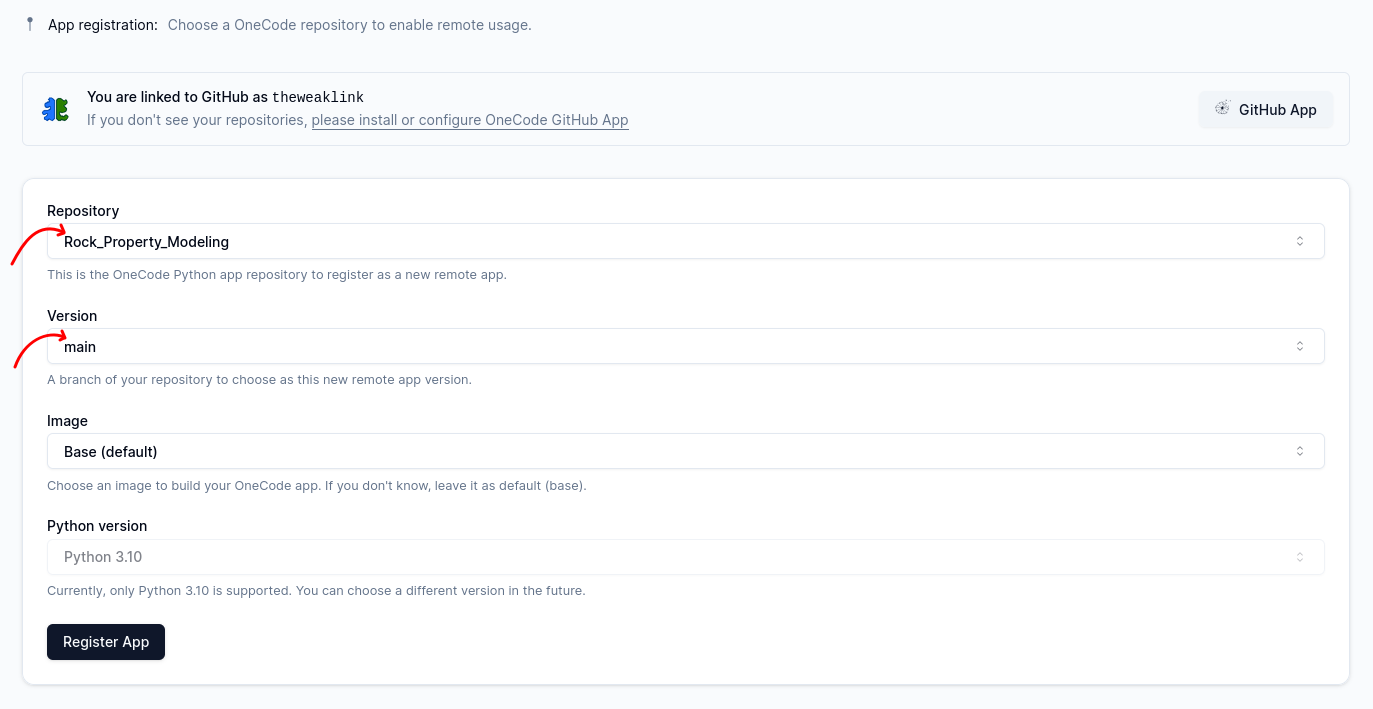 App registration: Choose a OneCode repository to enable remote usage.
You are linked to GitHub as theweaklink
If you don't see your repositories, please install or configure OneCode GitHub App
GitHub App
Repository
Rock_Property_Modeling
This is the OneCode Python app repository to register as a new remote app.
Version
main
A branch of your repository to choose as this new remote app version.
Image
Base (default)
Choose an image to build your OneCode app. If you don't know, leave it as default (base).
Python version
Python 3.10
Currently, only Python 3.10 is supported. You can choose a different version in the future.
Register App